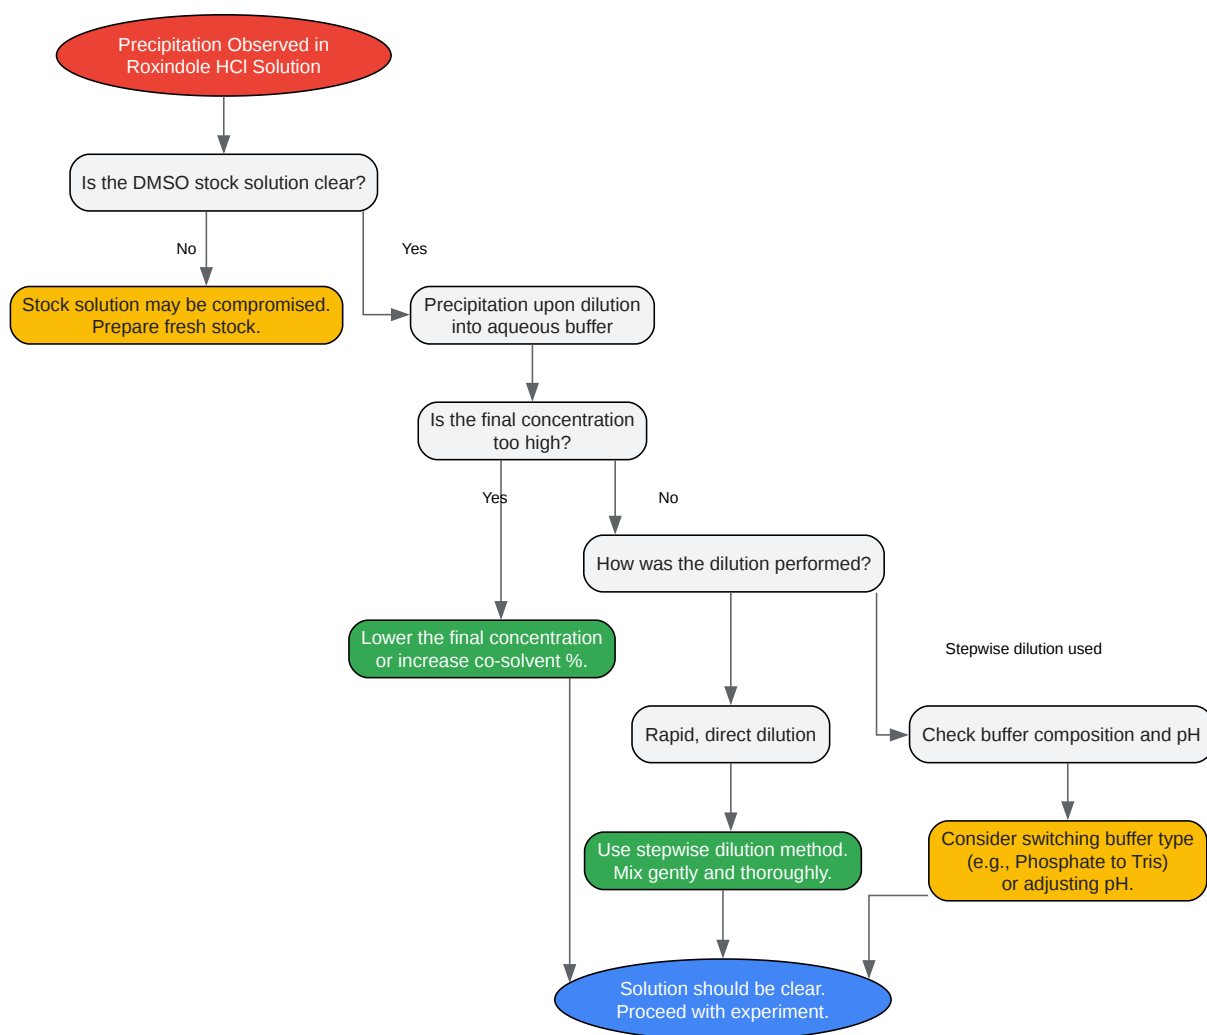 Precipitation Observed in
Roxindole HCl Solution
Is the DMSO stock solution clear?
No
Yes
Stock solution may be compromised.
Prepare fresh stock.
Precipitation upon dilution
into aqueous buffer
Is the final concentration
too high?
Yes
No
How was the dilution performed?
Lower the final concentration
or increase co-solvent %.
Stepwise dilution used
Rapid, direct dilution
Check buffer composition and pH
Use stepwise dilution method.
Mix gently and thoroughly.
Consider switching buffer type
(e.g., Phosphate to Tris)
or adjusting pH.
Solution should be clear.
Proceed with experiment.